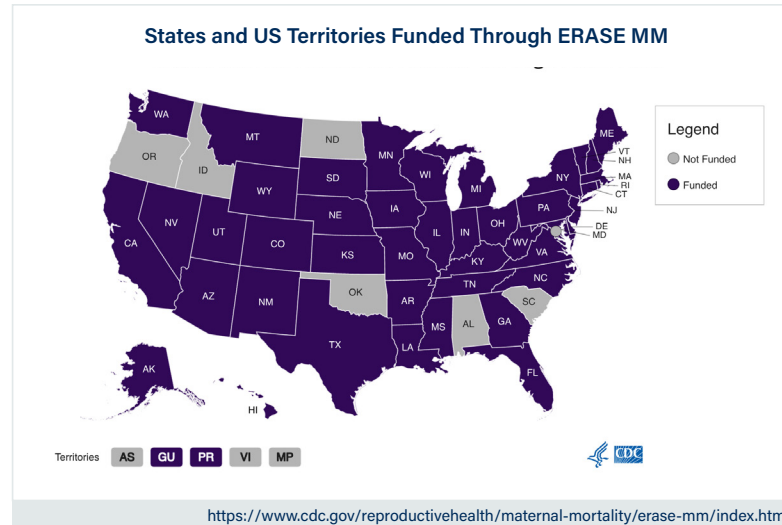 States and US Territories Funded Through ERASE MM
WA
MT
ND
MN
OR
ID
SD
WI
MI
NY
ME
VT
NH
MA
RI
CT
NJ
DE
MD
WY
NE
IA
PA
NV
UT
CO
KS
MO
IL
IN
OH
WV
VA
KY
CA
AZ
NM
OK
AR
TN
NC
SC
MS
AL
GA
TX
LA
FL
AK
HI
Legend
Not Funded
Funded
Territories AS GU PR VI MP
CDC
https://www.cdc.gov/reproductivehealth/maternal-mortality/erase-mm/index.htm